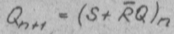 Qₙ₊₁ = (S + R̅Q)ₙ